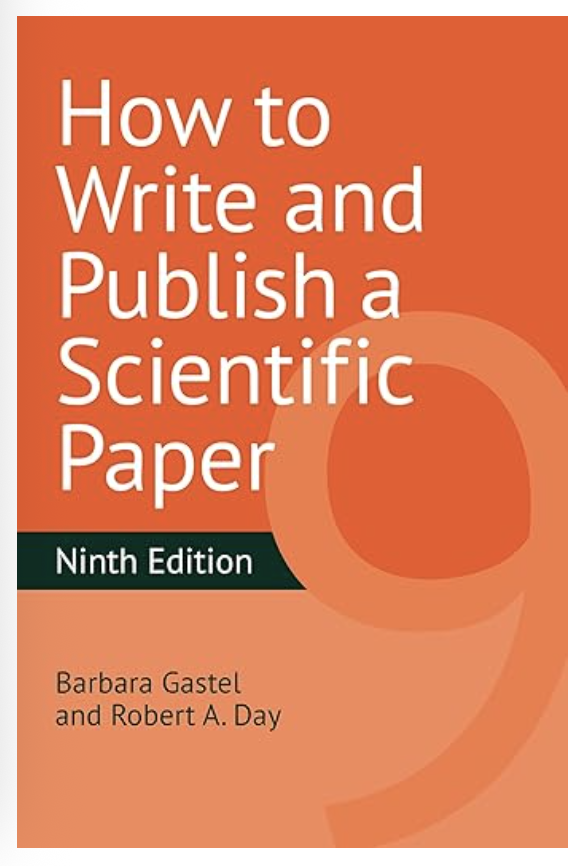 How to
Write and
Publish a
Scientific
Paper
Ninth Edition
Barbara Gastel
and Robert A. Day
9